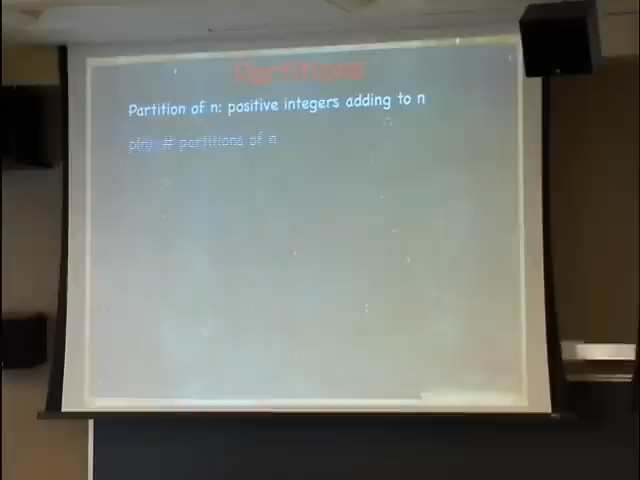 Partitions
Partition of n: positive integers adding to n
p(n): # partitions of n